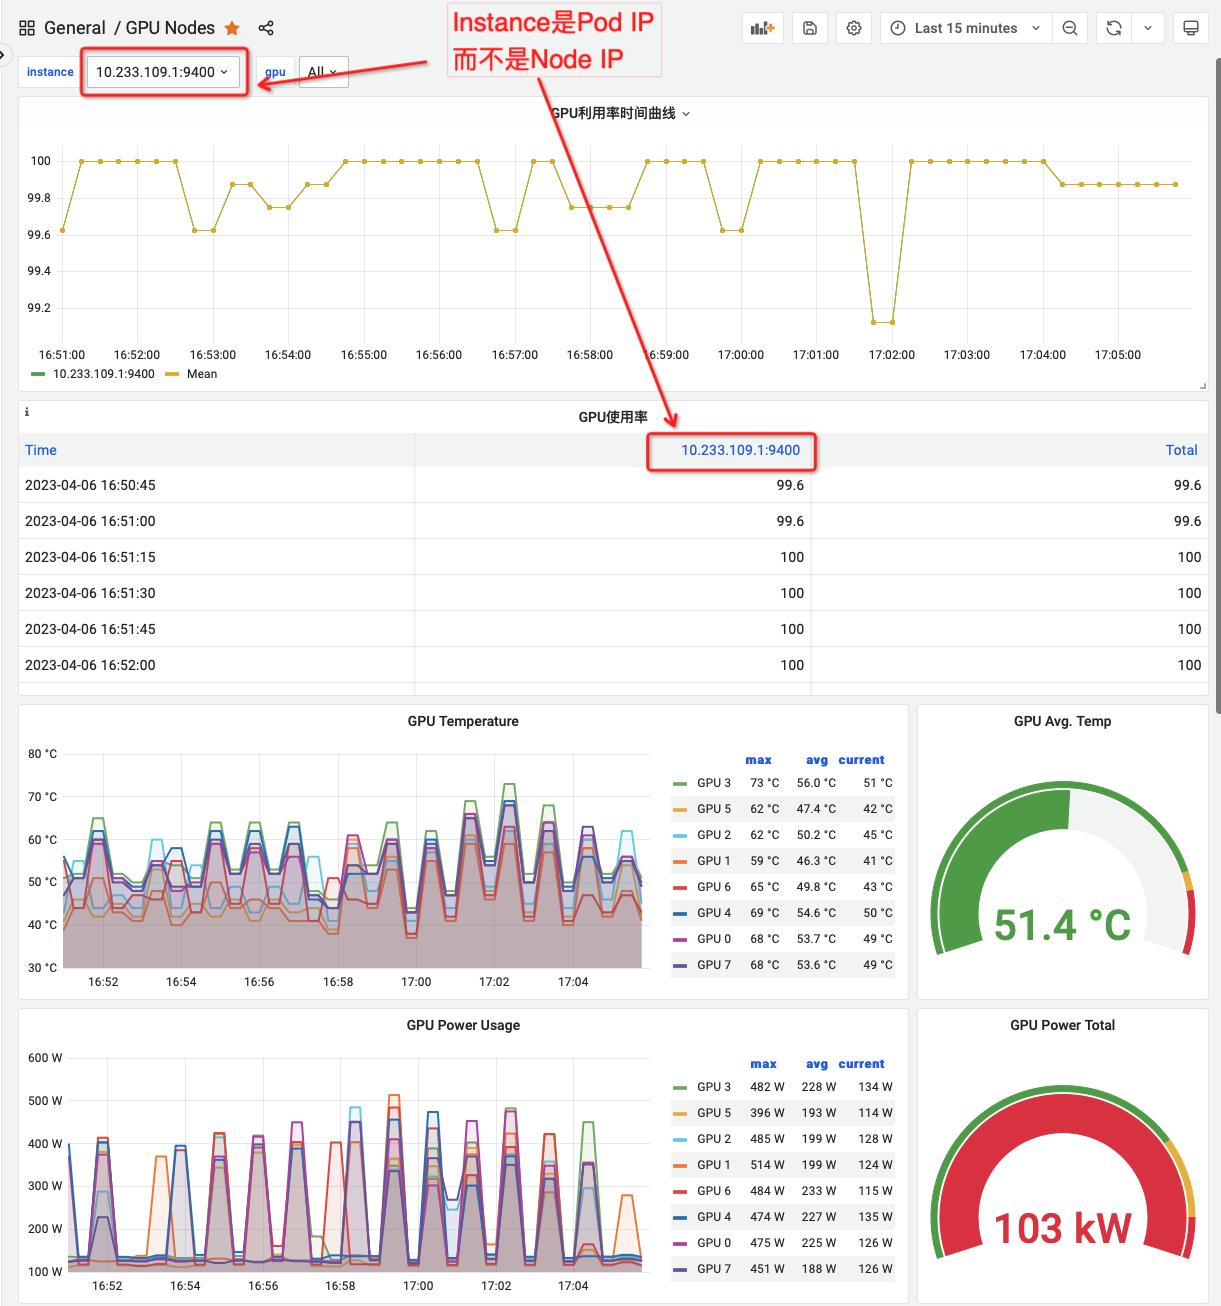 General / GPU Nodes
Last 15 minutes
Instance是Pod IP
而不是Node IP
instance 10.233.109.1:9400 gpu All
GPU利用率时间曲线
100
99.8
99.6
99.4
99.2
16:51:00 16:52:00 16:53:00 16:54:00 16:55:00 16:56:00 16:57:00 16:58:00 16:59:00 17:00:00 17:01:00 17:02:00 17:03:00 17:04:00 17:05:00
10.233.109.1:9400 Mean
i
GPU使用率
Time 10.233.109.1:9400 Total
2023-04-06 16:50:45 99.6 99.6
2023-04-06 16:51:00 99.6 99.6
2023-04-06 16:51:15 100 100
2023-04-06 16:51:30 100 100
2023-04-06 16:51:45 100 100
2023-04-06 16:52:00 100 100
GPU Temperature
80 °C
70 °C
60 °C
50 °C
40 °C
30 °C
16:52 16:54 16:56 16:58 17:00 17:02 17:04
max avg current
GPU 3 73 °C 56.0 °C 51 °C
GPU 5 62 °C 47.4 °C 42 °C
GPU 2 62 °C 50.2 °C 45 °C
GPU 1 59 °C 46.3 °C 41 °C
GPU 6 65 °C 49.8 °C 43 °C
GPU 4 69 °C 54.6 °C 50 °C
GPU 0 68 °C 53.7 °C 49 °C
GPU 7 68 °C 53.6 °C 49 °C
GPU Avg. Temp
51.4 °C
GPU Power Usage
600 W
500 W
400 W
300 W
200 W
100 W
16:52 16:54 16:56 16:58 17:00 17:02 17:04
max avg current
GPU 3 482 W 228 W 134 W
GPU 5 396 W 193 W 114 W
GPU 2 485 W 199 W 128 W
GPU 1 514 W 199 W 124 W
GPU 6 484 W 233 W 115 W
GPU 4 474 W 227 W 135 W
GPU 0 475 W 225 W 126 W
GPU 7 451 W 188 W 126 W
GPU Power Total
103 kW